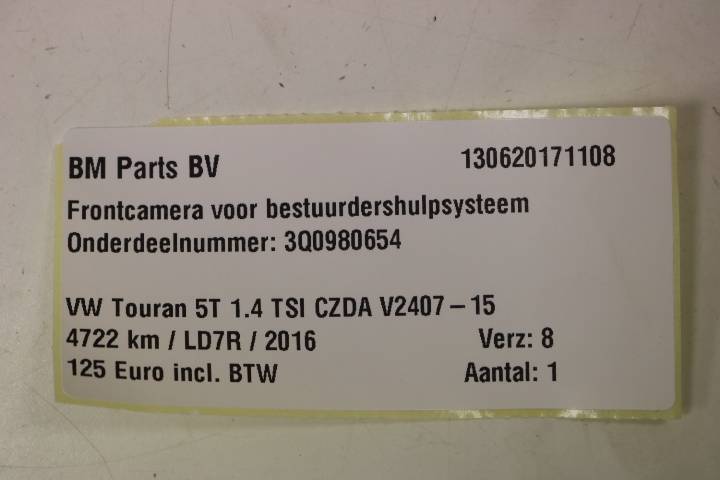 BM Parts BV 130620171108
Frontcamera voor bestuurdershulpsysteem
Onderdeelnummer: 3Q0980654
VW Touran 5T 1.4 TSI CZDA V2407-15
4722 km / LD7R / 2016 Verz: 8
125 Euro incl. BTW Aantal: 1